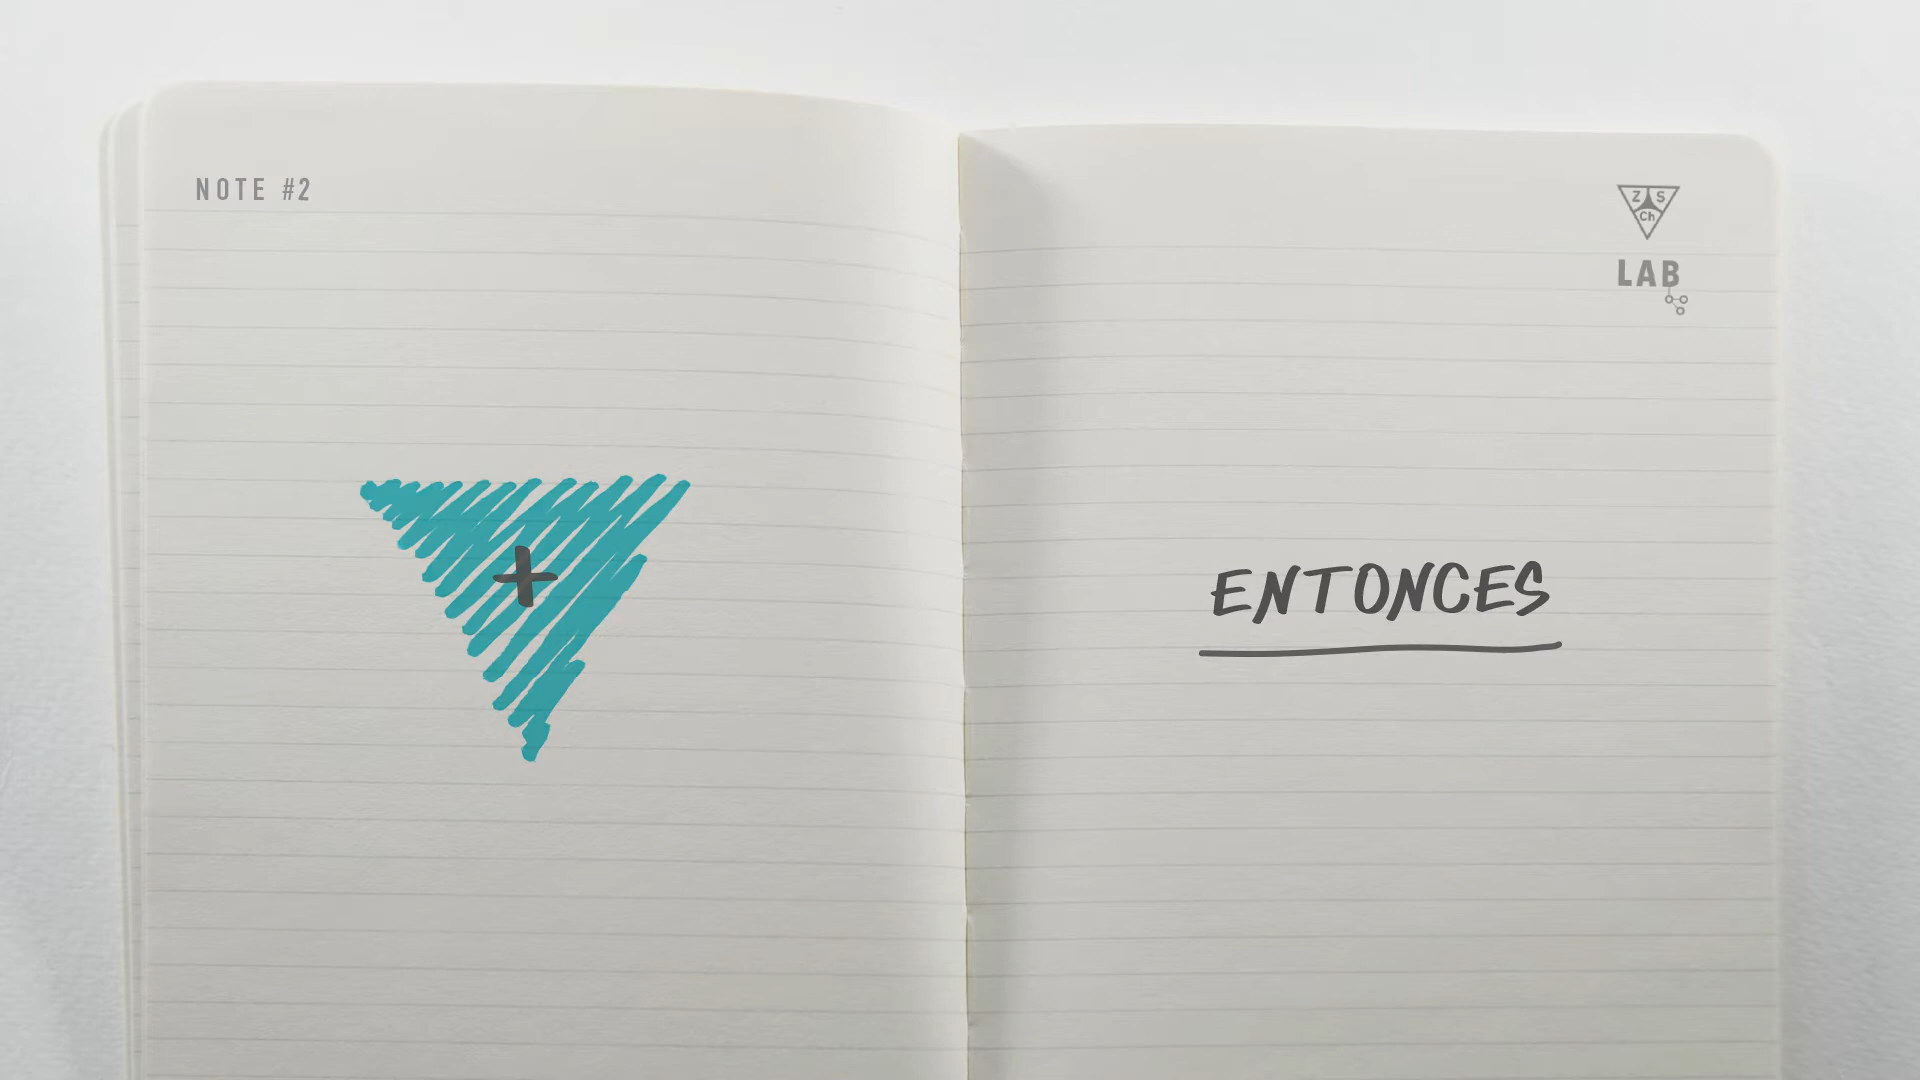 NOTE #2
+
ENTONCES
Z S
Ch
LAB